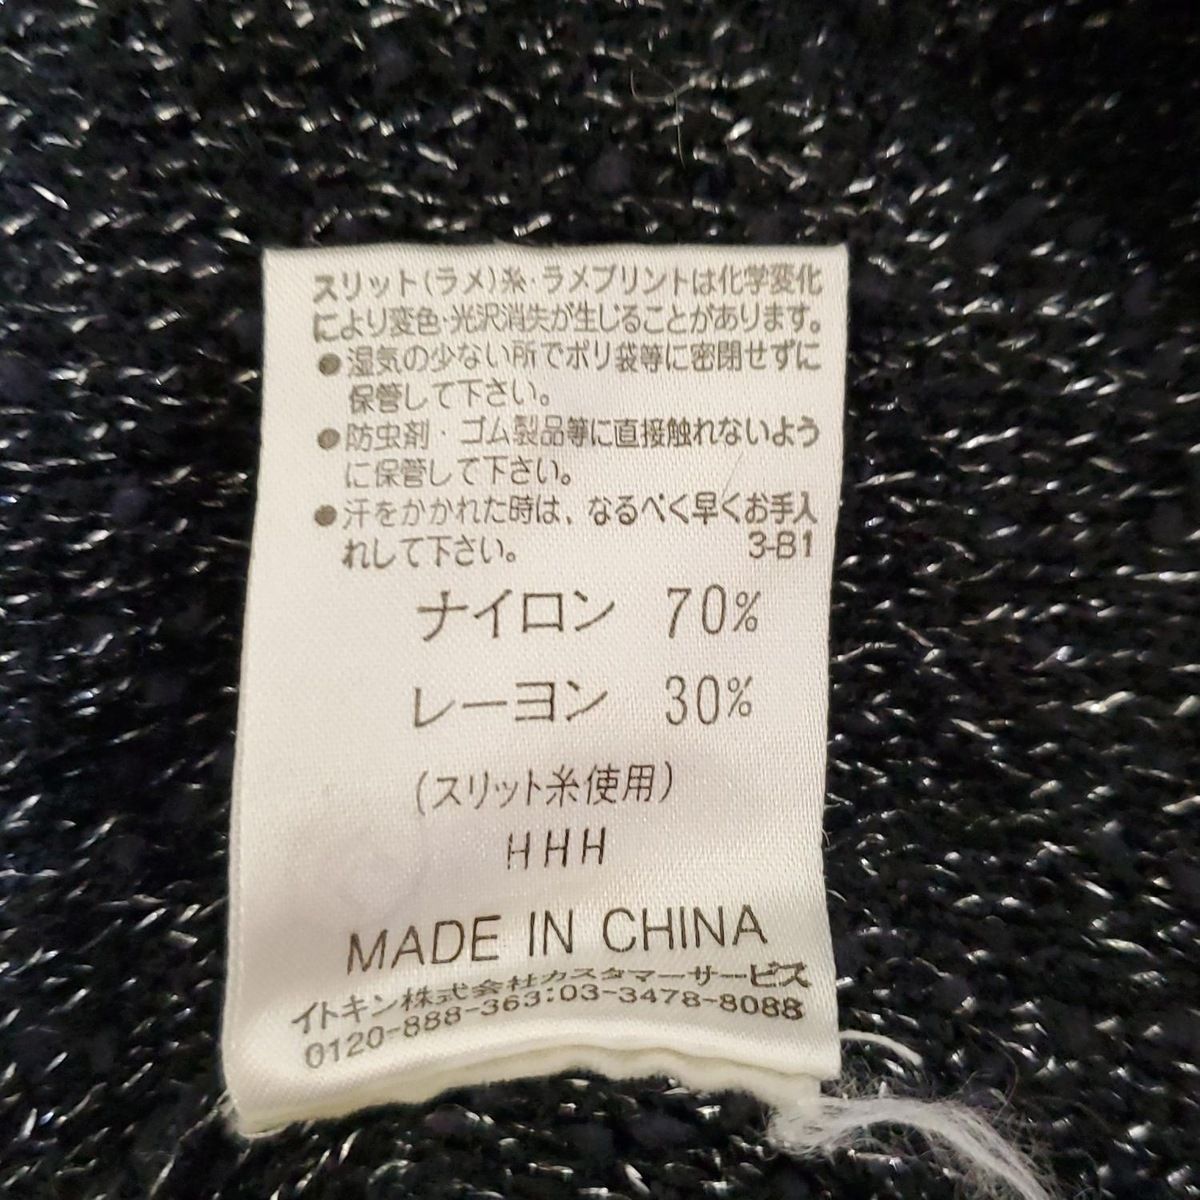 スリット(ラメ)糸・ラメプリントは化学変化
により変色・光沢消失が生じることがあります。
●湿気の少ない所でポリ袋等に密閉せずに
保管して下さい。
●防虫剤・ゴム製品等に直接触れないよう
に保管して下さい。
●汗をかかれた時は、なるべく早くお手入
れして下さい。 3-B1
ナイロン 70%
レーヨン 30%
(スリット糸使用)
HHH
MADE IN CHINA
イトキン株式会社カスタマーサービス
0120-888-363:03-3478-8088